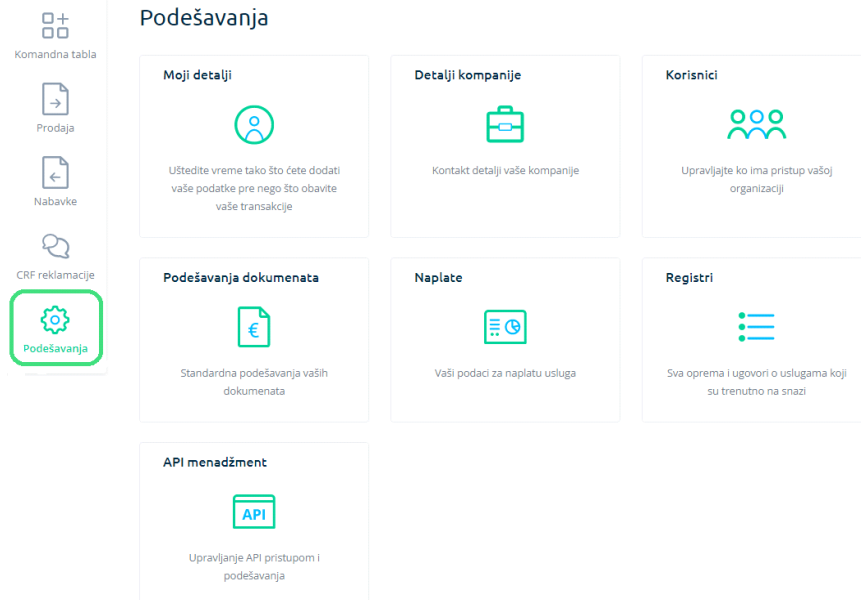 Podešavanja
Komandna tabla
Prodaja
Nabavke
CRF reklamacije
Podešavanja
Moji detalji
Uštedite vreme tako što ćete dodati
vaše podatke pre nego što obavite
vaše transakcije
Detalji kompanije
Kontakt detalji vaše kompanije
Korisnici
Upravljajte ko ima pristup vašoj
organizaciji
Podešavanja dokumenata
€
Standardna podešavanja vaših
dokumenata
Naplate
Vaši podaci za naplatu usluga
Registri
Sva oprema i ugovori o uslugama koji
su trenutno na snazi
API menadžment
API
Upravljanje API pristupom i
podešavanja